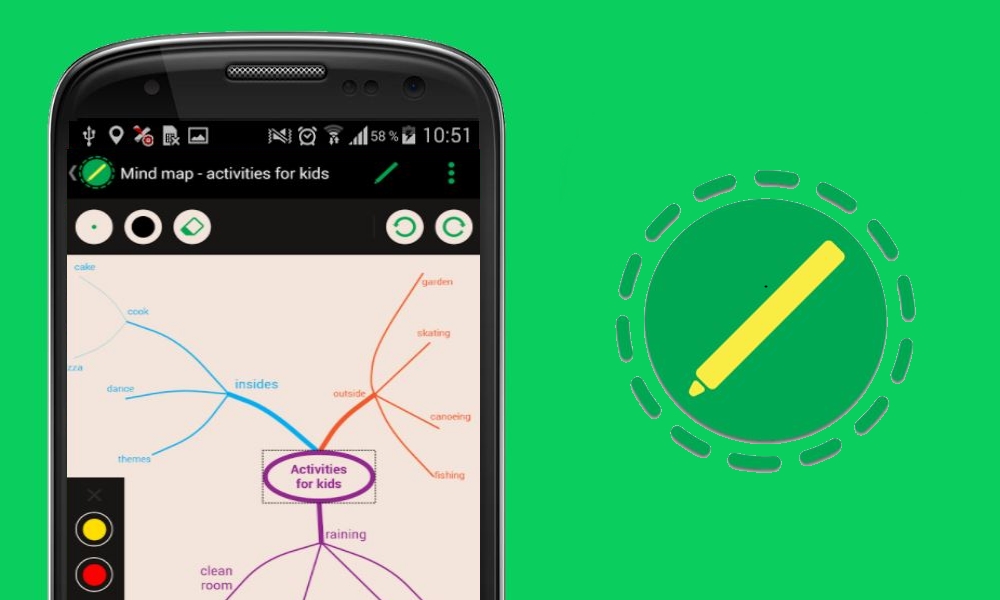 58 % 10:51
Mind map - activities for kids
cake
garden
cook
skating
zza
dance
insides
outside
canoeing
themes
Activities
for kids
fishing
raining
clean
room